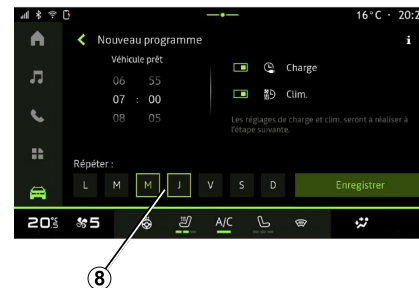 16°C · 20:2
Nouveau programme
i
Véhicule prêt
06 55
07 : 00
08 05
Charge
Clim.
Les réglages de charge et clim. seront à réaliser à
l'étape suivante.
Répéter :
L M M J V S D
Enregistrer
5 A/C
8